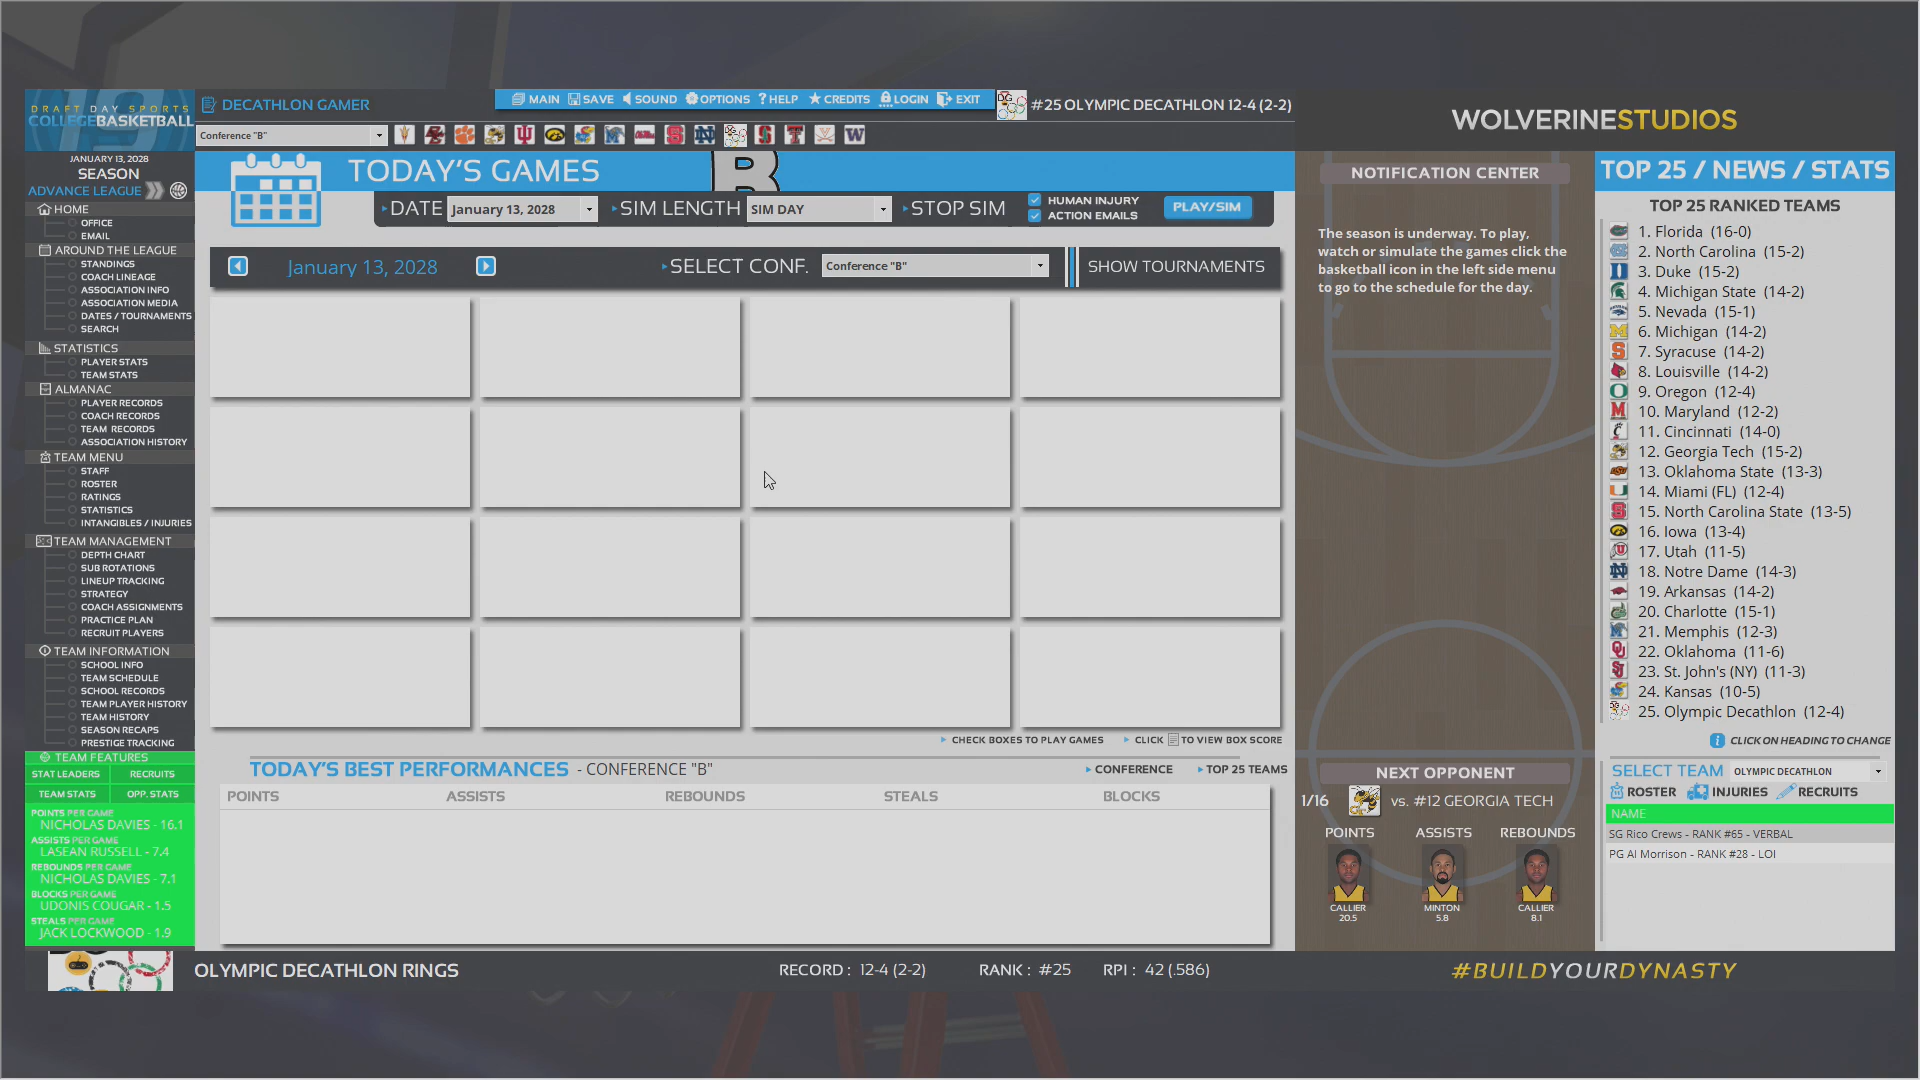 DRAFT DAY SPORTS
COLLEGEBASKETBALL
DECATHLON GAMER
MAIN SAVE SOUND OPTIONS ? HELP CREDITS LOGIN EXIT
#25 OLYMPIC DECATHLON 12-4 (2-2)
Conference "B"
WOLVERINESTUDIOS
JANUARY 13, 2028
SEASON
ADVANCE LEAGUE
HOME
OFFICE
EMAIL
AROUND THE LEAGUE
STANDINGS
COACH LINEAGE
ASSOCIATION INFO
ASSOCIATION MEDIA
DATES / TOURNAMENTS
SEARCH
STATISTICS
PLAYER STATS
TEAM STATS
ALMANAC
PLAYER RECORDS
COACH RECORDS
TEAM RECORDS
ASSOCIATION HISTORY
TEAM MENU
STAFF
ROSTER
RATINGS
STATISTICS
INTANGIBLES / INJURIES
TEAM MANAGEMENT
DEPTH CHART
SUB ROTATIONS
LINEUP TRACKING
STRATEGY
COACH ASSIGNMENTS
PRACTICE PLAN
RECRUIT PLAYERS
TEAM INFORMATION
SCHOOL INFO
TEAM SCHEDULE
SCHOOL RECORDS
TEAM PLAYER HISTORY
TEAM HISTORY
SEASON RECAPS
PRESTIGE TRACKING
TEAM FEATURES
STAT LEADERS RECRUITS
TEAM STATS OPP. STATS
POINTS PER GAME
NICHOLAS DAVIES - 16.1
ASSISTS PER GAME
LASEAN RUSSELL - 7.4
REBOUNDS PER GAME
NICHOLAS DAVIES - 7.1
BLOCKS PER GAME
UDONIS COUGAR - 1.5
STEALS PER GAME
JACK LOCKWOOD - 1.9
TODAY'S GAMES
B
DATE January 13, 2028 SIM LENGTH SIM DAY STOP SIM
HUMAN INJURY
ACTION EMAILS
PLAY/SIM
January 13, 2028
SELECT CONF. Conference "B"
SHOW TOURNAMENTS
CHECK BOXES TO PLAY GAMES CLICK TO VIEW BOX SCORE
TODAY'S BEST PERFORMANCES - CONFERENCE "B"
CONFERENCE TOP 25 TEAMS
POINTS ASSISTS REBOUNDS STEALS BLOCKS
NOTIFICATION CENTER
The season is underway. To play,
watch or simulate the games click the
basketball icon in the left side menu
to go to the schedule for the day.
NEXT OPPONENT
1/16 vs. #12 GEORGIA TECH
POINTS ASSISTS REBOUNDS
CALLIER MINTON CALLIER
20.5 5.8 8.1
TOP 25 / NEWS / STATS
TOP 25 RANKED TEAMS
1. Florida (16-0)
2. North Carolina (15-2)
3. Duke (15-2)
4. Michigan State (14-2)
5. Nevada (15-1)
6. Michigan (14-2)
7. Syracuse (14-2)
8. Louisville (14-2)
9. Oregon (12-4)
10. Maryland (12-2)
11. Cincinnati (14-0)
12. Georgia Tech (15-2)
13. Oklahoma State (13-3)
14. Miami (FL) (12-4)
15. North Carolina State (13-5)
16. Iowa (13-4)
17. Utah (11-5)
18. Notre Dame (14-3)
19. Arkansas (14-2)
20. Charlotte (15-1)
21. Memphis (12-3)
22. Oklahoma (11-6)
23. St. John's (NY) (11-3)
24. Kansas (10-5)
25. Olympic Decathlon (12-4)
CLICK ON HEADING TO CHANGE
SELECT TEAM OLYMPIC DECATHLON
ROSTER INJURIES RECRUITS
NAME
SG Rico Crews - RANK #65 - VERBAL
PG Al Morrison - RANK #28 - LOI
OLYMPIC DECATHLON RINGS
RECORD : 12-4 (2-2) RANK : #25 RPI : 42 (.586)
#BUILDYOURDYNASTY